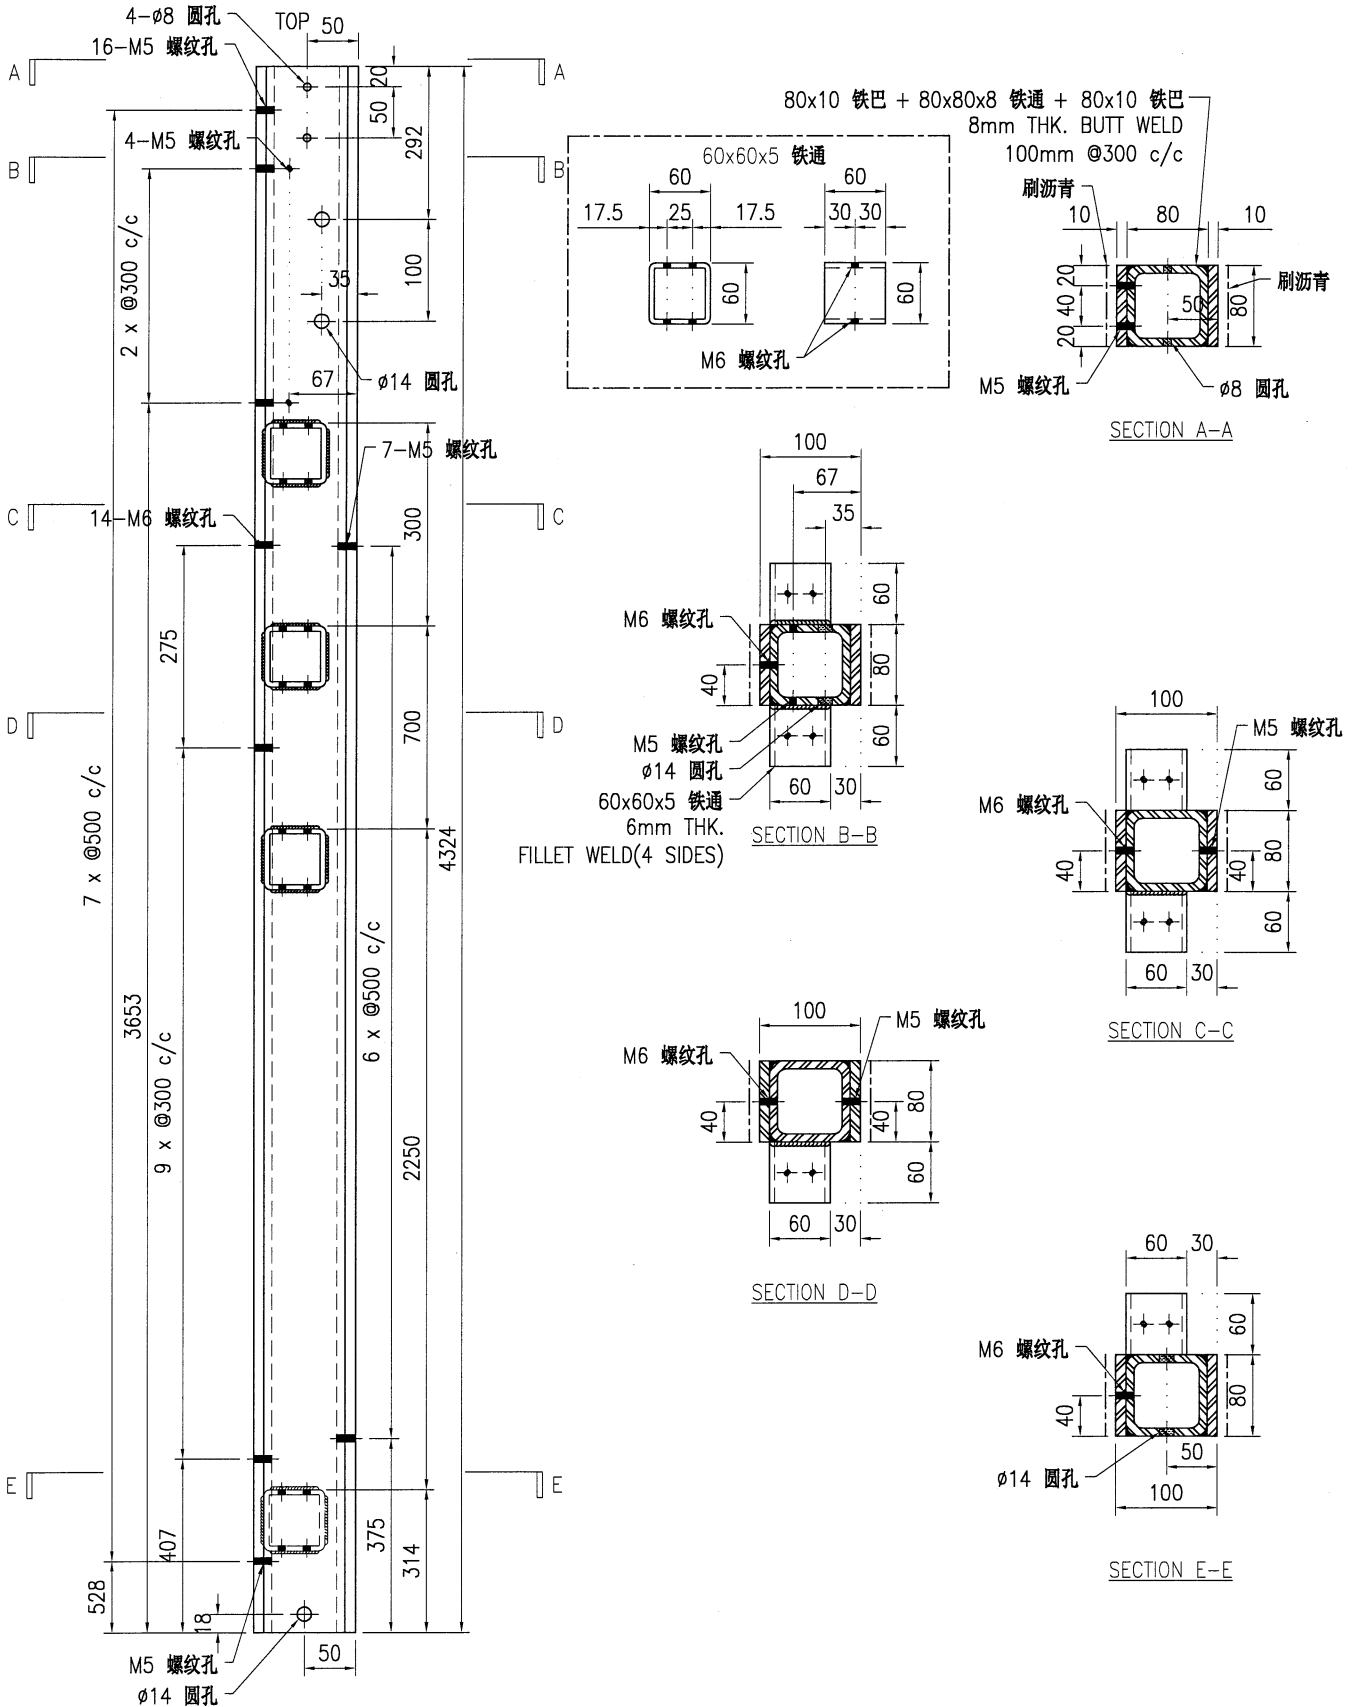 4-ø8 圆孔
TOP
50
16-M5 螺纹孔
A
A
20
50
292
4-M5 螺纹孔
B
B
2 x @300 c/c
35
100
67
ø14 圆孔
7-M5 螺纹孔
C
C
14-M6 螺纹孔
300
275
D
D
700
7 x @500 c/c
4324
3653
9 x @300 c/c
6 x @500 c/c
2250
E
E
407
375
314
528
18
50
M5 螺纹孔
ø14 圆孔
60x60x5 铁通
60
60
17.5
25
17.5
30
30
60
60
M6 螺纹孔
80x10 铁巴 + 80x80x8 铁通 + 80x10 铁巴
8mm THK. BUTT WELD
100mm @300 c/c
刷沥青
10
80
10
刷沥青
20
40
20
50
80
M5 螺纹孔
ø8 圆孔
SECTION A-A
100
67
35
60
M6 螺纹孔
40
80
M5 螺纹孔
ø14 圆孔
60
60x60x5 铁通
60
30
6mm THK.
FILLET WELD(4 SIDES)
SECTION B-B
100
M5 螺纹孔
60
M6 螺纹孔
40
40
80
60
60
30
SECTION C-C
100
M5 螺纹孔
M6 螺纹孔
40
40
80
60
60
30
SECTION D-D
60
30
60
M6 螺纹孔
40
80
50
ø14 圆孔
100
SECTION E-E